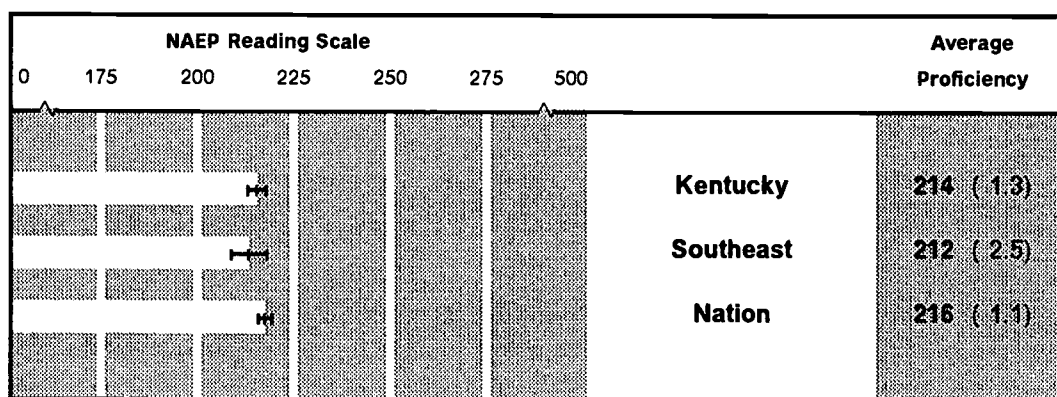 NAEP Reading Scale
Average
Proficiency
0 175 200 225 250 275 500
Kentucky 214 ( 1.3)
Southeast 212 ( 2.5)
Nation 216 ( 1.1)